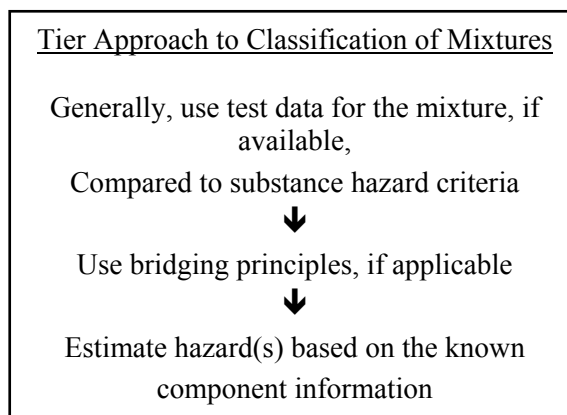 Tier Approach to Classification of Mixtures
Generally, use test data for the mixture, if
available,
Compared to substance hazard criteria
🡻
Use bridging principles, if applicable
🡻
Estimate hazard(s) based on the known
component information